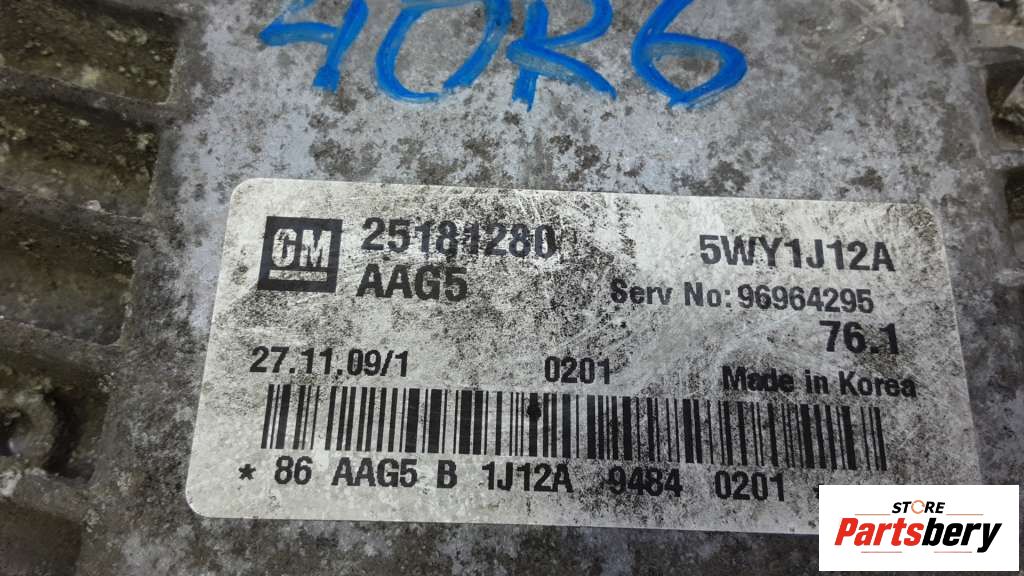 40R6
GM 25181280 5WY1J12A
AAG5 Serv No: 96964295
76.1
27.11.09/1 0201 Made in Korea
* 86 AAG5 B 1J12A 9484 0201
STORE
Partsbery